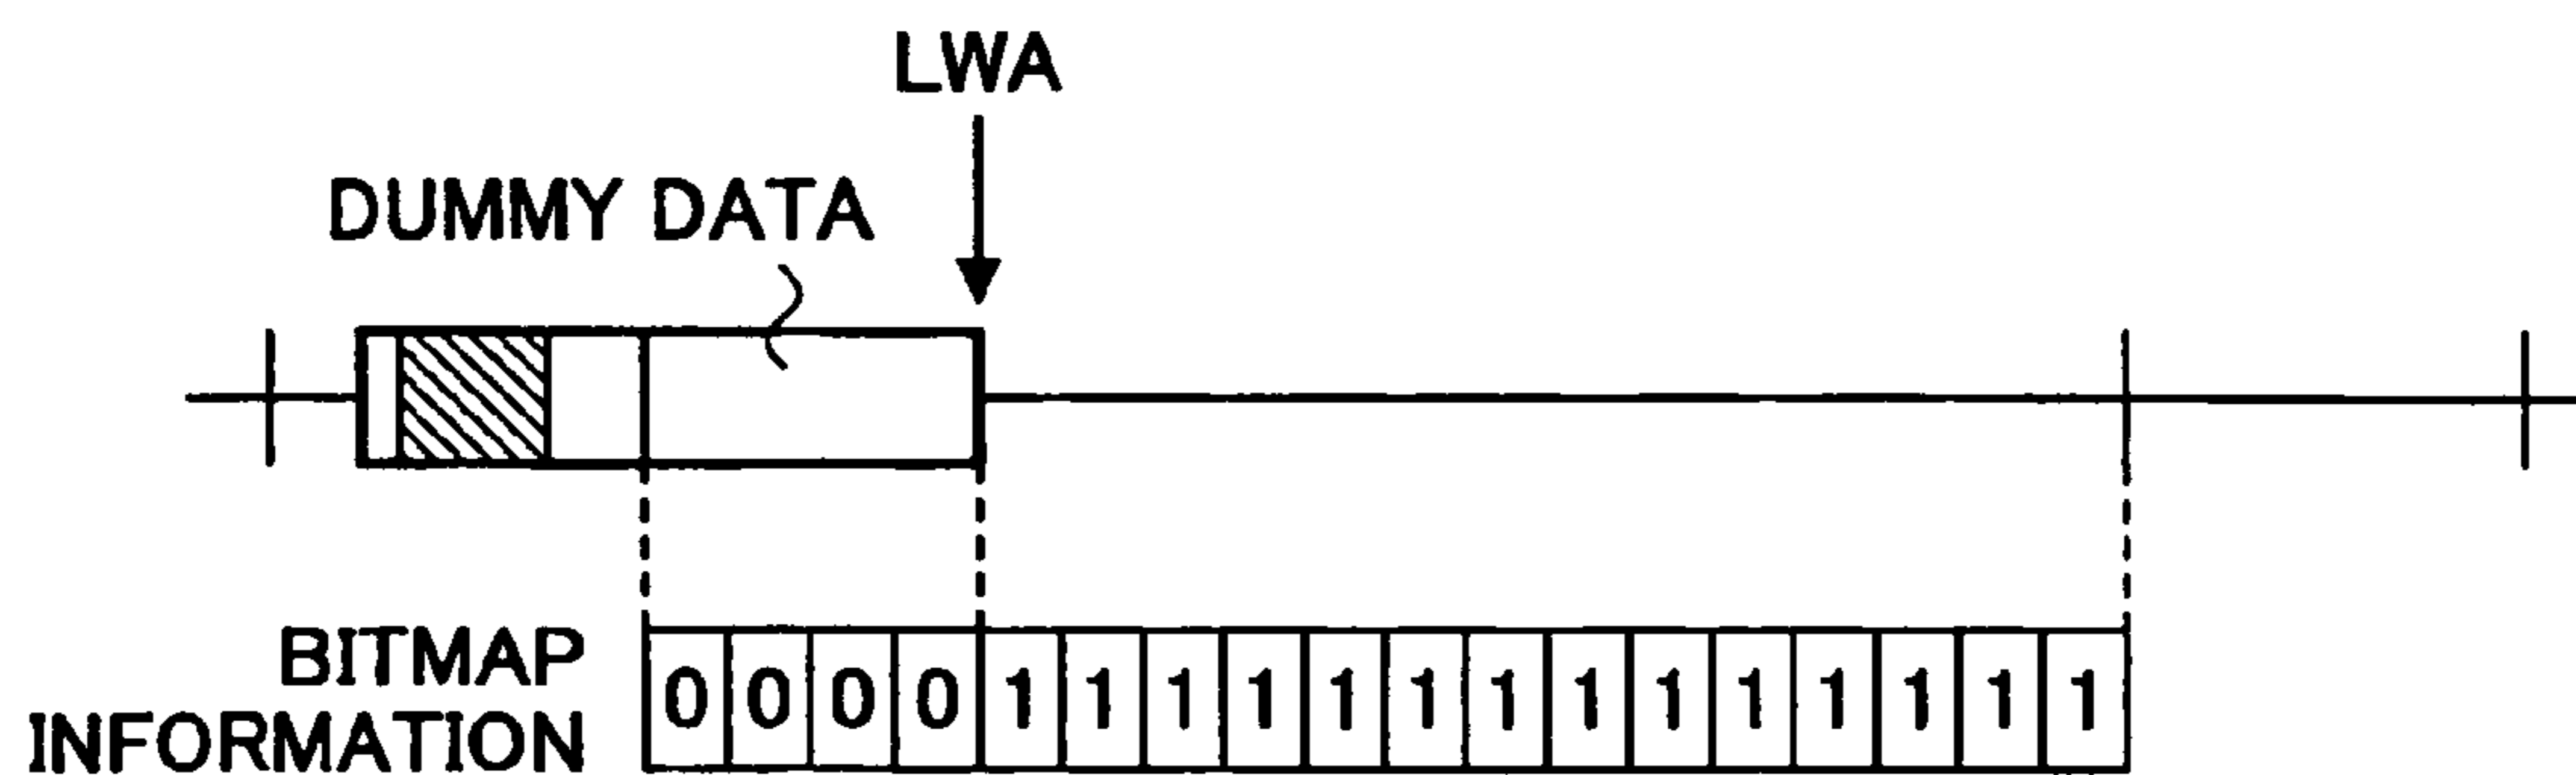 LWA
DUMMY DATA
BITMAP
INFORMATION
0 0 0 0 1 1 1 1 1 1 1 1 1 1 1 1 1 1